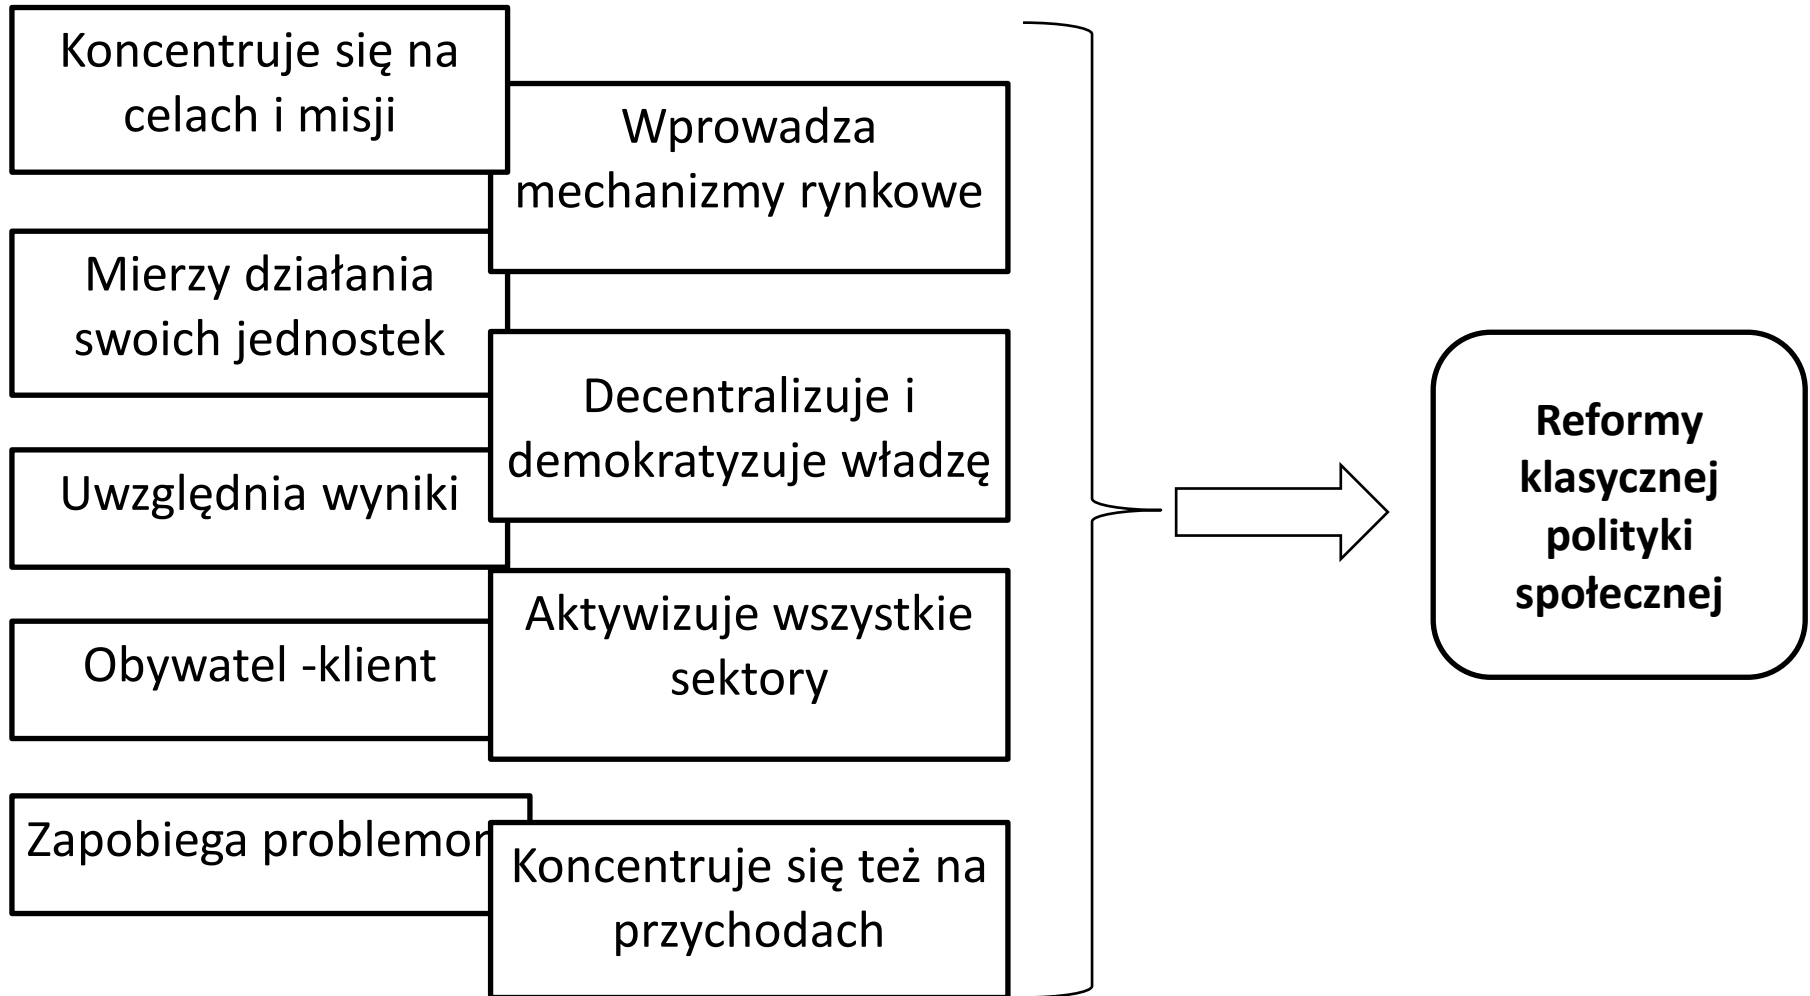 Koncentruje się na
celach i misji
Wprowadza
mechanizmy rynkowe
Mierzy działania
swoich jednostek
Decentralizuje i
demokratyzuje władzę
Uwzględnia wyniki
Aktywizuje wszystkie
sektory
Obywatel -klient
Zapobiega
Koncentruje się też na
przychodach
Reformy
klasycznej
polityki
społecznej